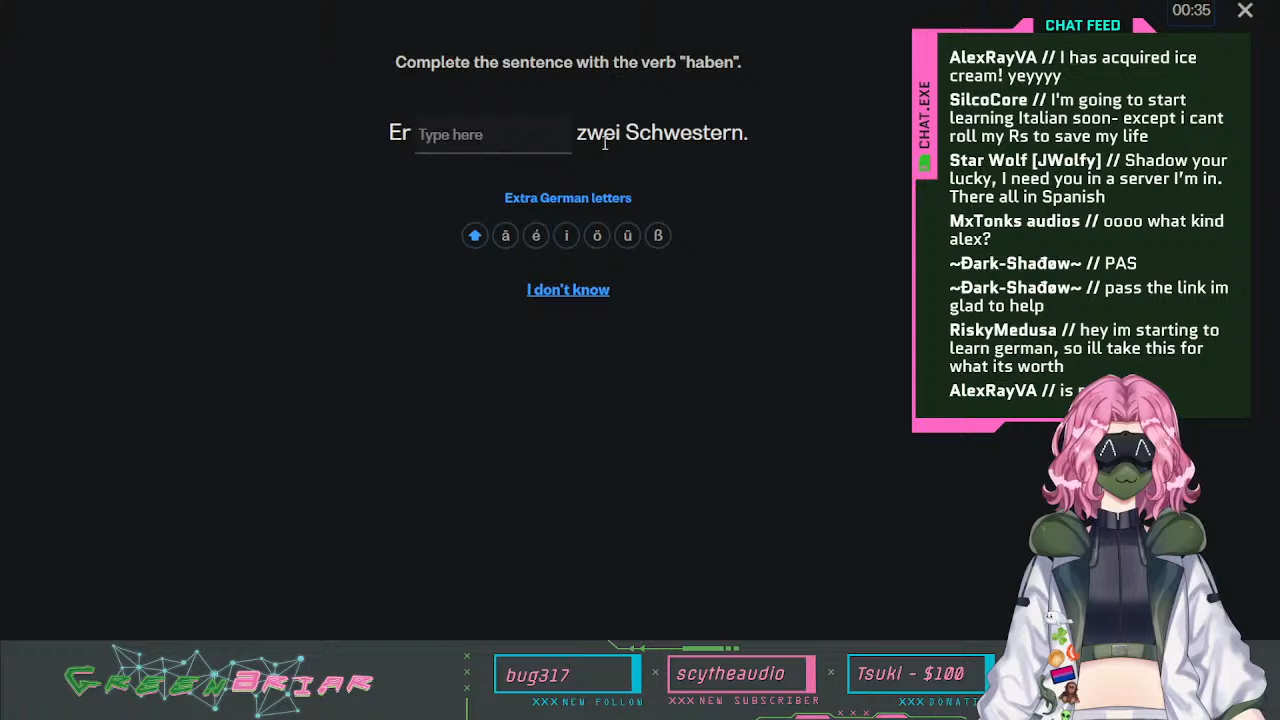 00:35
Complete the sentence with the verb "haben".
Er Type here zwei Schwestern.
Extra German letters
ä é i ö ü ß
I don't know
CHAT FEED
CHAT.EXE
AlexRayVA // I has acquired ice
cream! yeyyyy
SilcoCore // I'm going to start
learning Italian soon- except i cant
roll my Rs to save my life
Star Wolf [JWolfy] // Shadow your
lucky, I need you in a server I'm in.
There all in Spanish
MxTonks audios // oooo what kind
alex?
~Đark-Shađøw~ // PAS
~Đark-Shađøw~ // pass the link im
glad to help
RiskyMedusa // hey im starting to
learn german, so ill take this for
what its worth
AlexRayVA // is
GreenBriar
bug317
XXX NEW FOLLOW
scytheaudio
XXX NEW SUBSCRIBER
Tsuki - $100
XXX DONATI